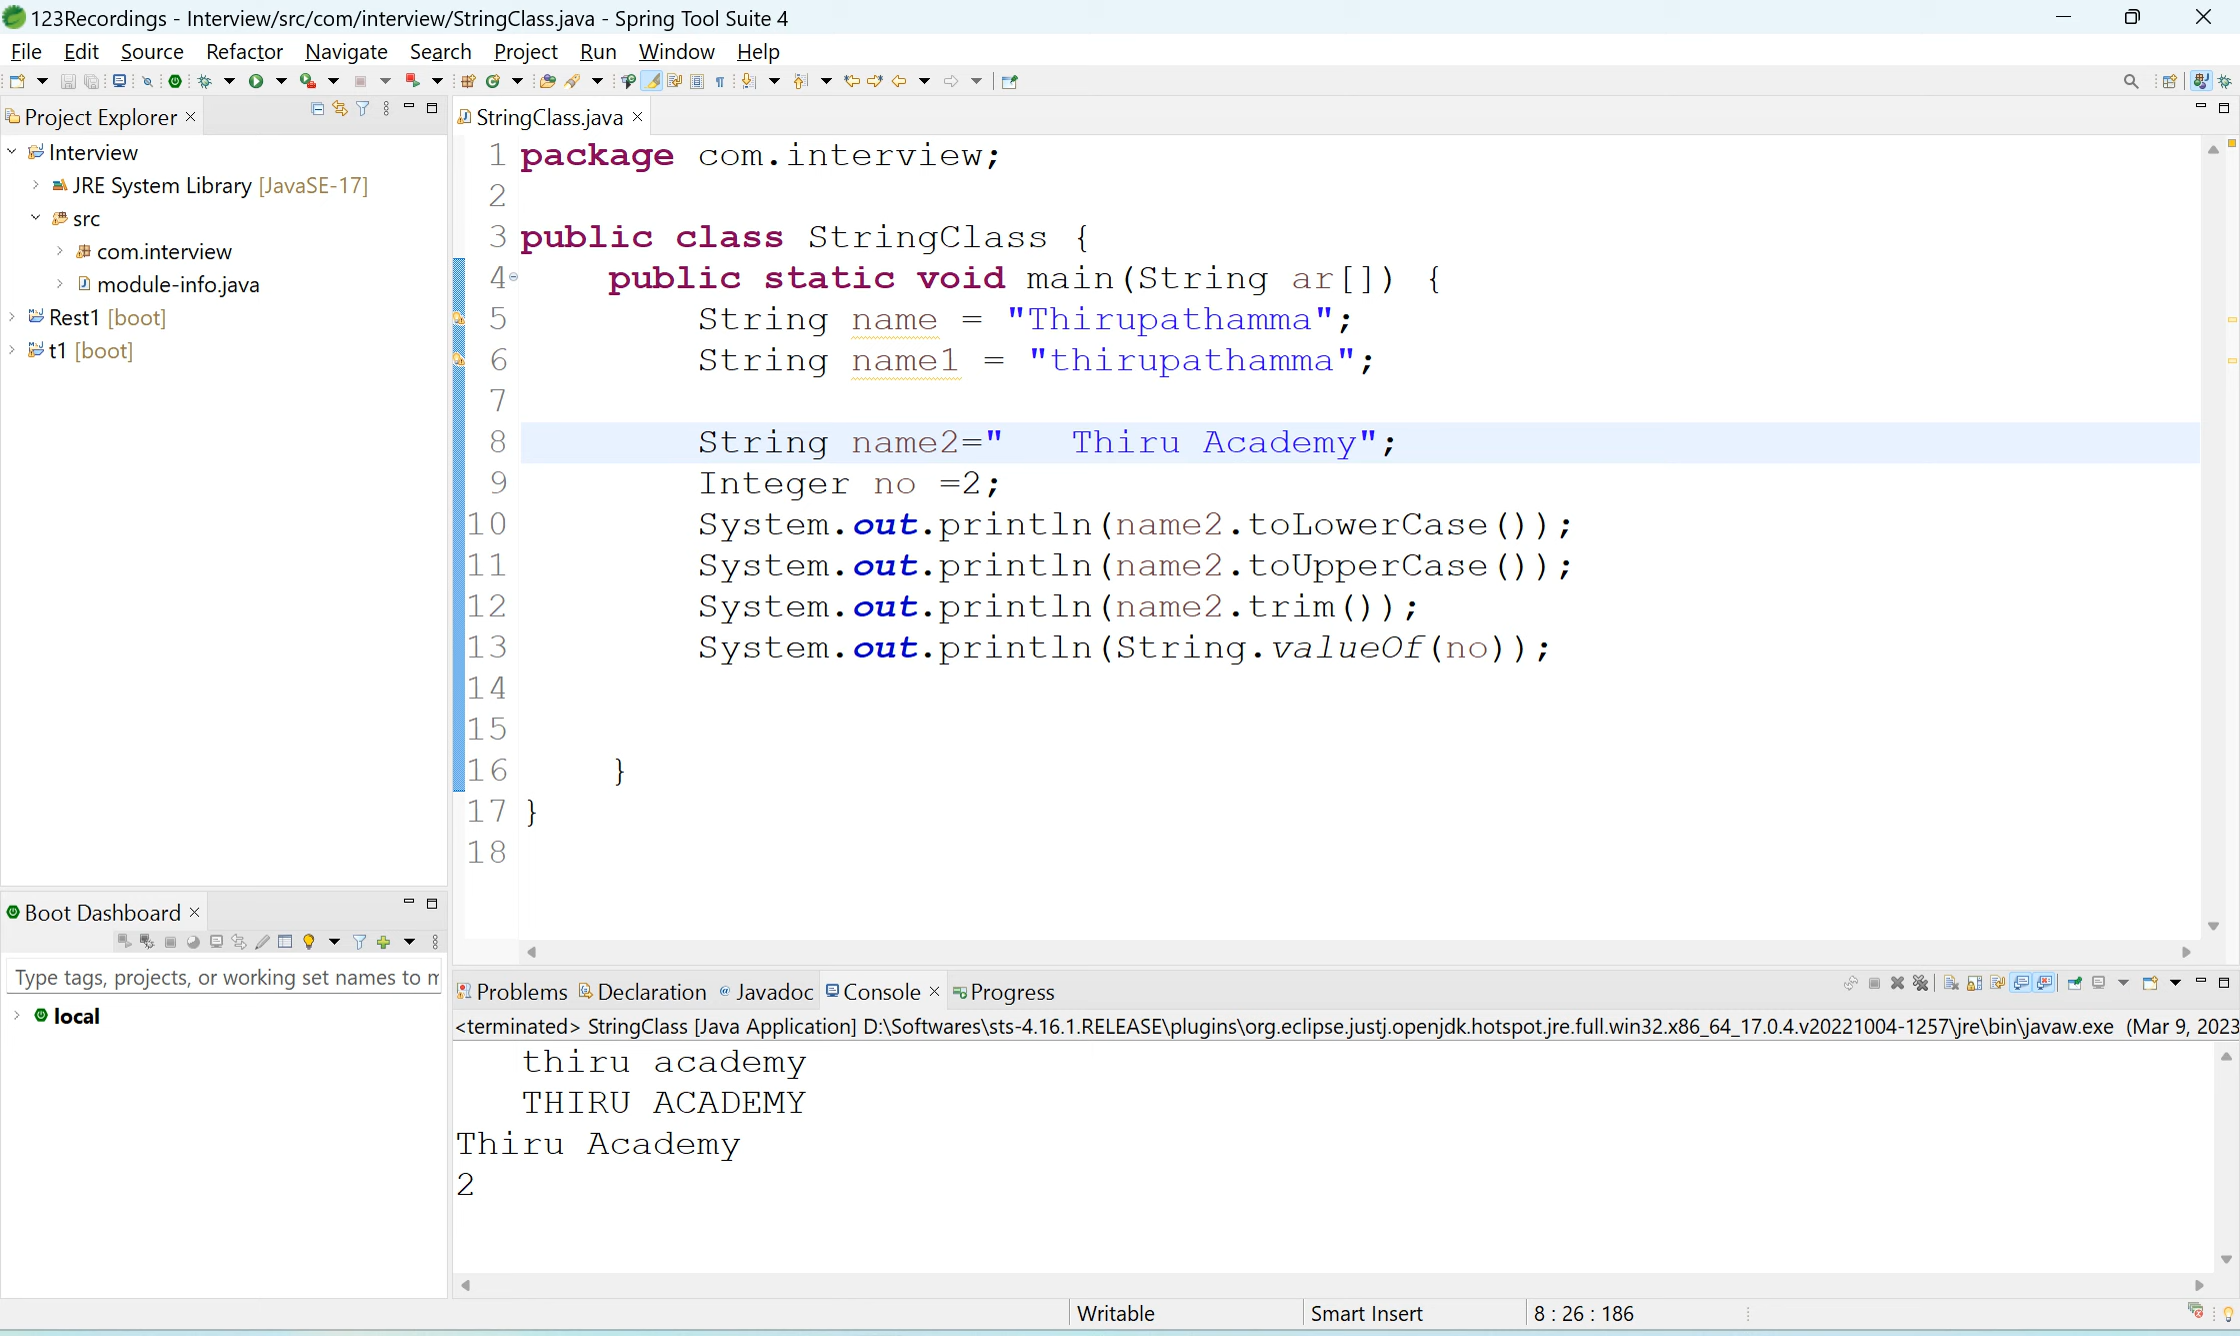 123Recordings - Interview/src/com/interview/StringClass.java - Spring Tool Suite 4
File Edit Source Refactor Navigate Search Project Run Window Help
Project Explorer
Interview
JRE System Library [JavaSE-17]
src
com.interview
module-info.java
Rest1 [boot]
t1 [boot]
StringClass.java
1 package com.interview;
2
3 public class StringClass {
4     public static void main(String ar[]) {
5         String name = "Thirupathamma";
6         String name1 = "thirupathamma";
7
8         String name2="   Thiru Academy";
9         Integer no =2;
10         System.out.println(name2.toLowerCase());
11         System.out.println(name2.toUpperCase());
12         System.out.println(name2.trim());
13         System.out.println(String.valueOf(no));
14
15
16     }
17 }
18
Boot Dashboard
Type tags, projects, or working set names to m
local
Problems Declaration Javadoc Console Progress
<terminated> StringClass [Java Application] D:\Softwares\sts-4.16.1.RELEASE\plugins\org.eclipse.justj.openjdk.hotspot.jre.full.win32.x86_64_17.0.4.v20221004-1257\jre\bin\javaw.exe (Mar 9, 2023
   thiru academy
   THIRU ACADEMY
Thiru Academy
2
Writable Smart Insert 8 : 26 : 186